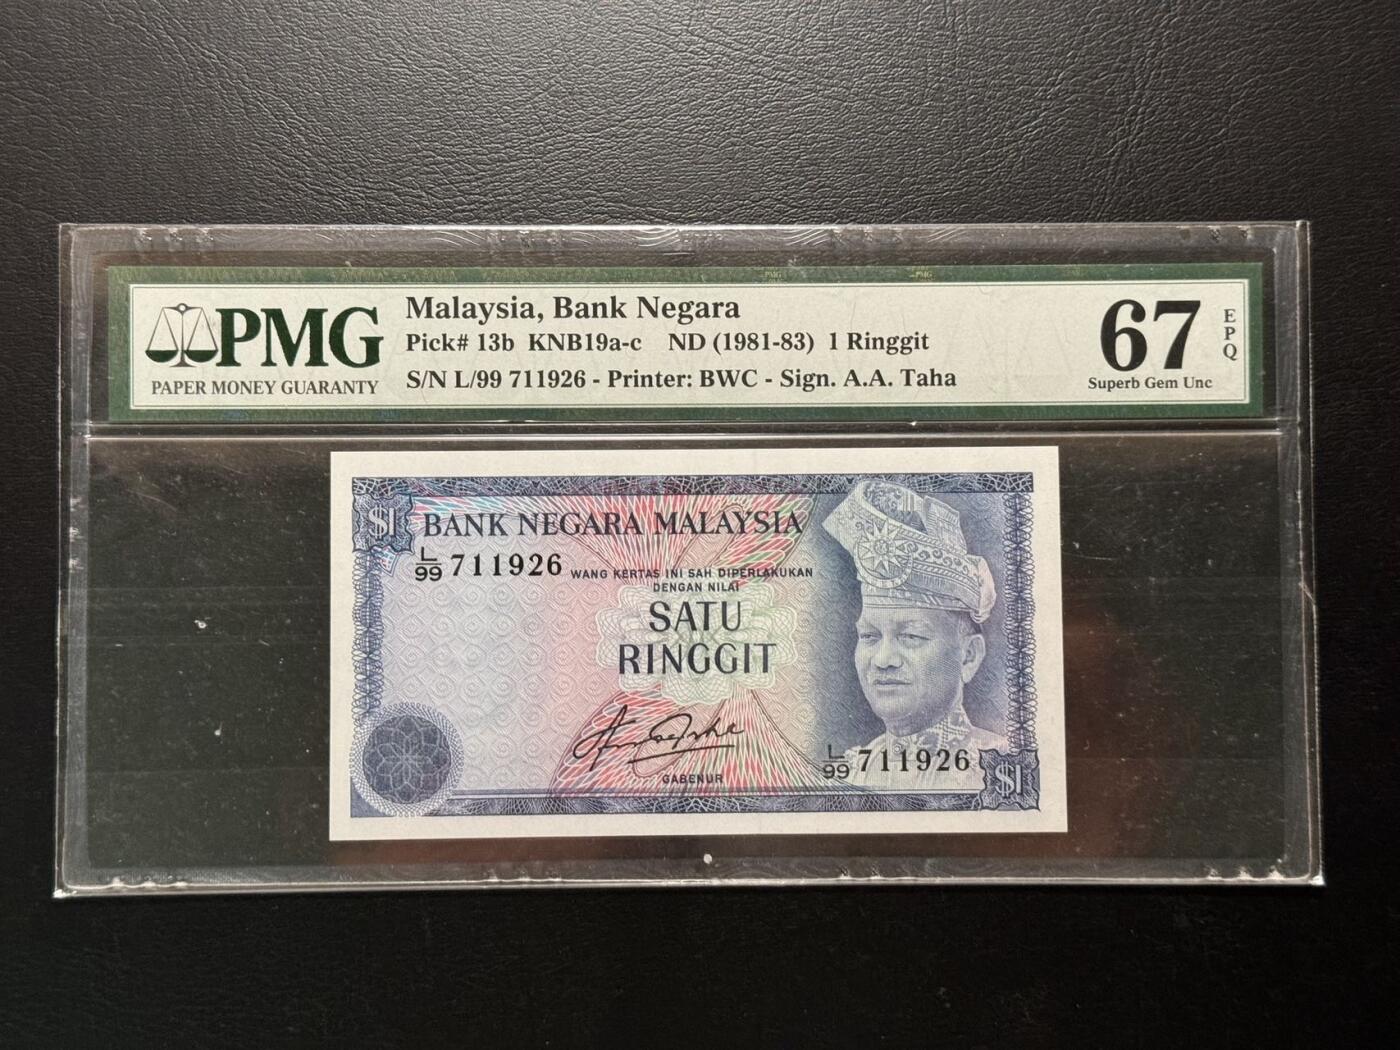 PMG
PAPER MONEY GUARANTY
Malaysia, Bank Negara
Pick# 13b KNB19a-c ND (1981-83) 1 Ringgit
S/N L/99 711926 - Printer: BWC - Sign. A.A. Taha
67
EPQ
Superb Gem Unc
$1
BANK NEGARA MALAYSIA
L/99 711926
WANG KERTAS INI SAH DIPERLAKUKAN
DENGAN NILAI
SATU
RINGGIT
GABENUR
L/99 711926
$1